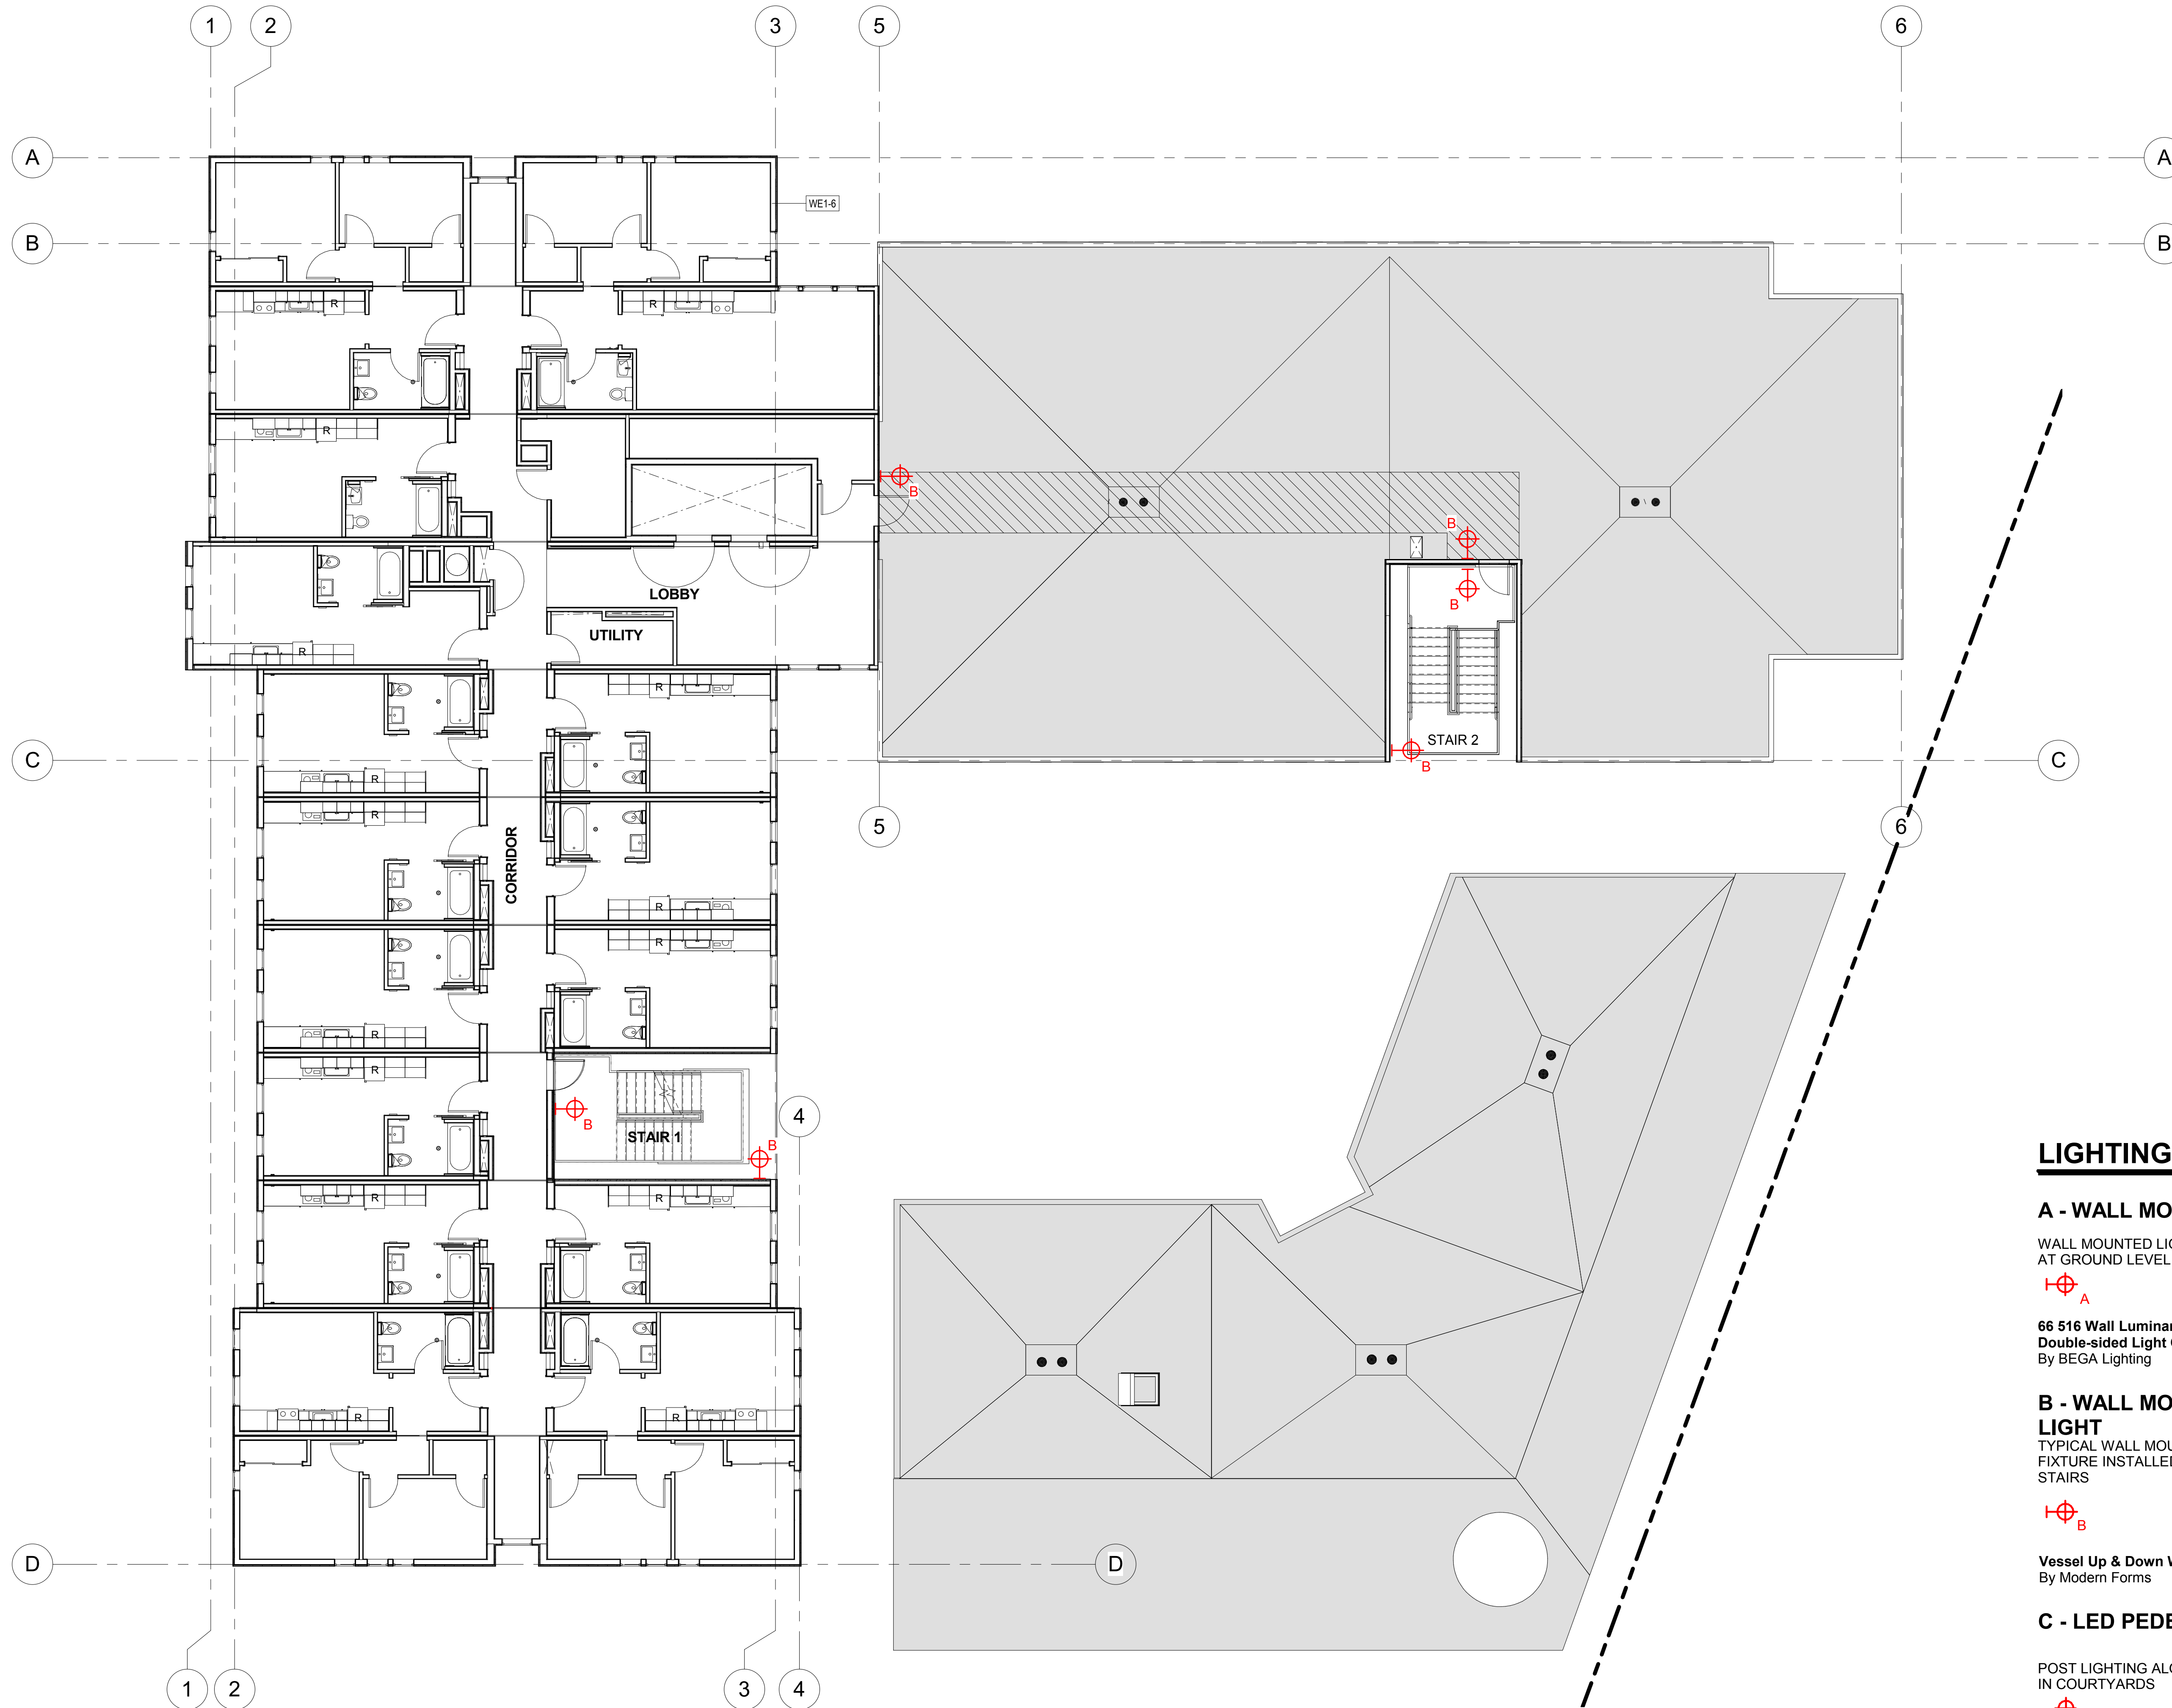 1
2
3
5
6
A
A
WE1-6
B
B
R
R
R
B
B
LOBBY
B
UTILITY
R
R
STAIR 2
B
C
C
R
R
5
6
CORRIDOR
R
R
R
R
R
4
B
STAIR 1
B
LIGHTING
R
R
A - WALL MO
WALL MOUNTED LIG
AT GROUND LEVEL
A
66 516 Wall Luminar
Double-sided Light
By BEGA Lighting
R
R
B - WALL MO
LIGHT
TYPICAL WALL MOU
FIXTURE INSTALLED
STAIRS
B
D
D
Vessel Up & Down W
By Modern Forms
C - LED PEDE
POST LIGHTING ALO
IN COURTYARDS
1
2
3
4